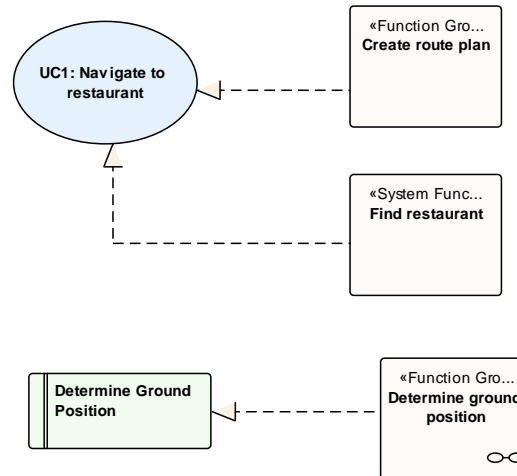 «Function Gro...
Create route plan
UC1: Navigate to
restaurant
«System Func...
Find restaurant
Determine Ground
Position
«Function Gro...
Determine ground
position